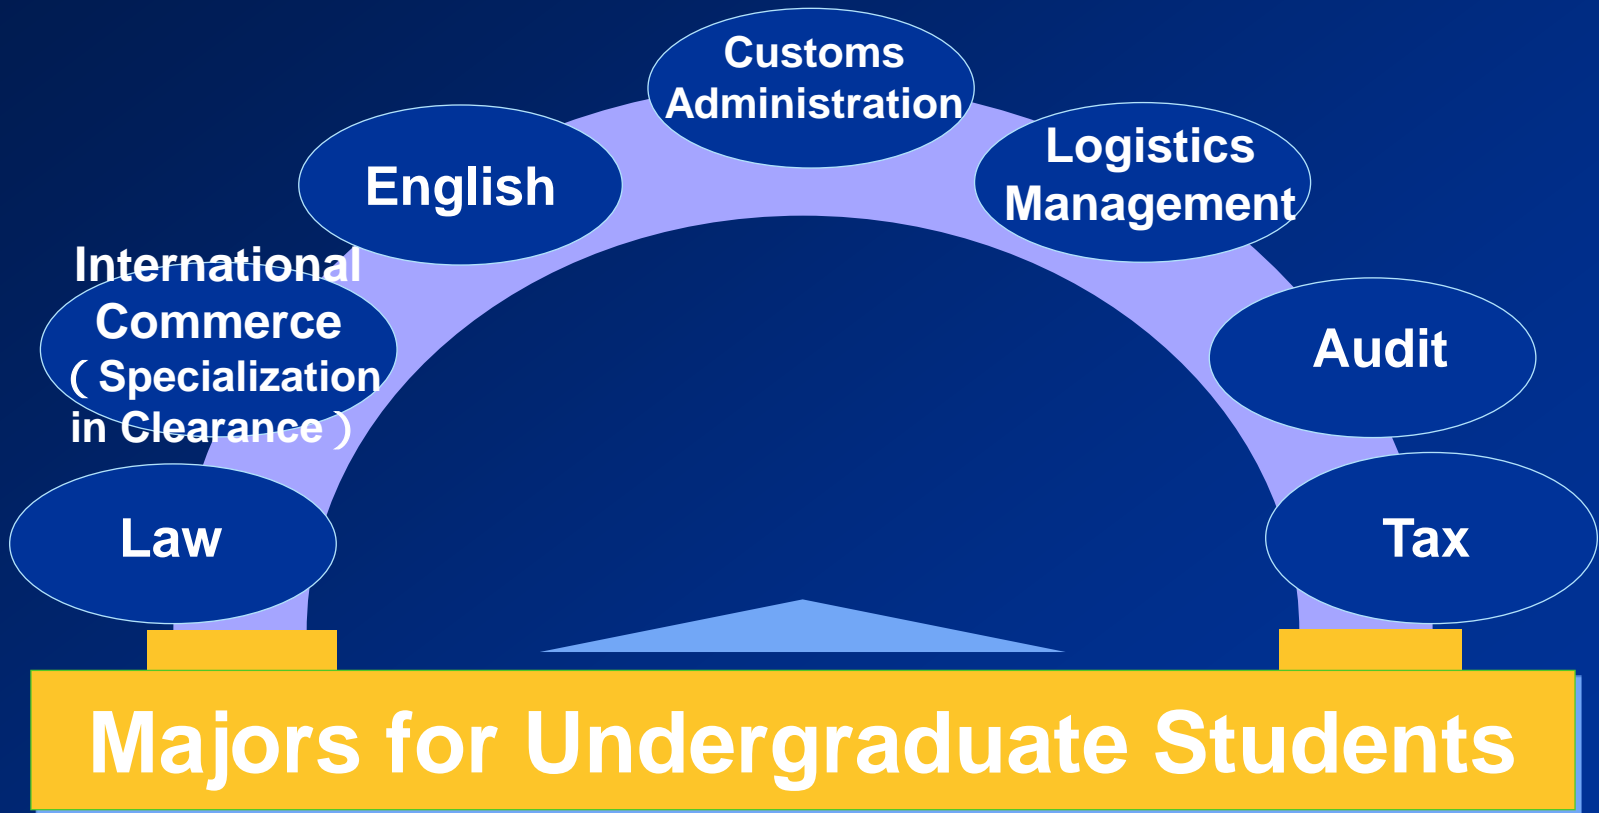 Customs
Administration
English
Logistics
Management
International
Commerce
（Specialization
in Clearance）
Audit
Law
Tax
Majors for Undergraduate Students